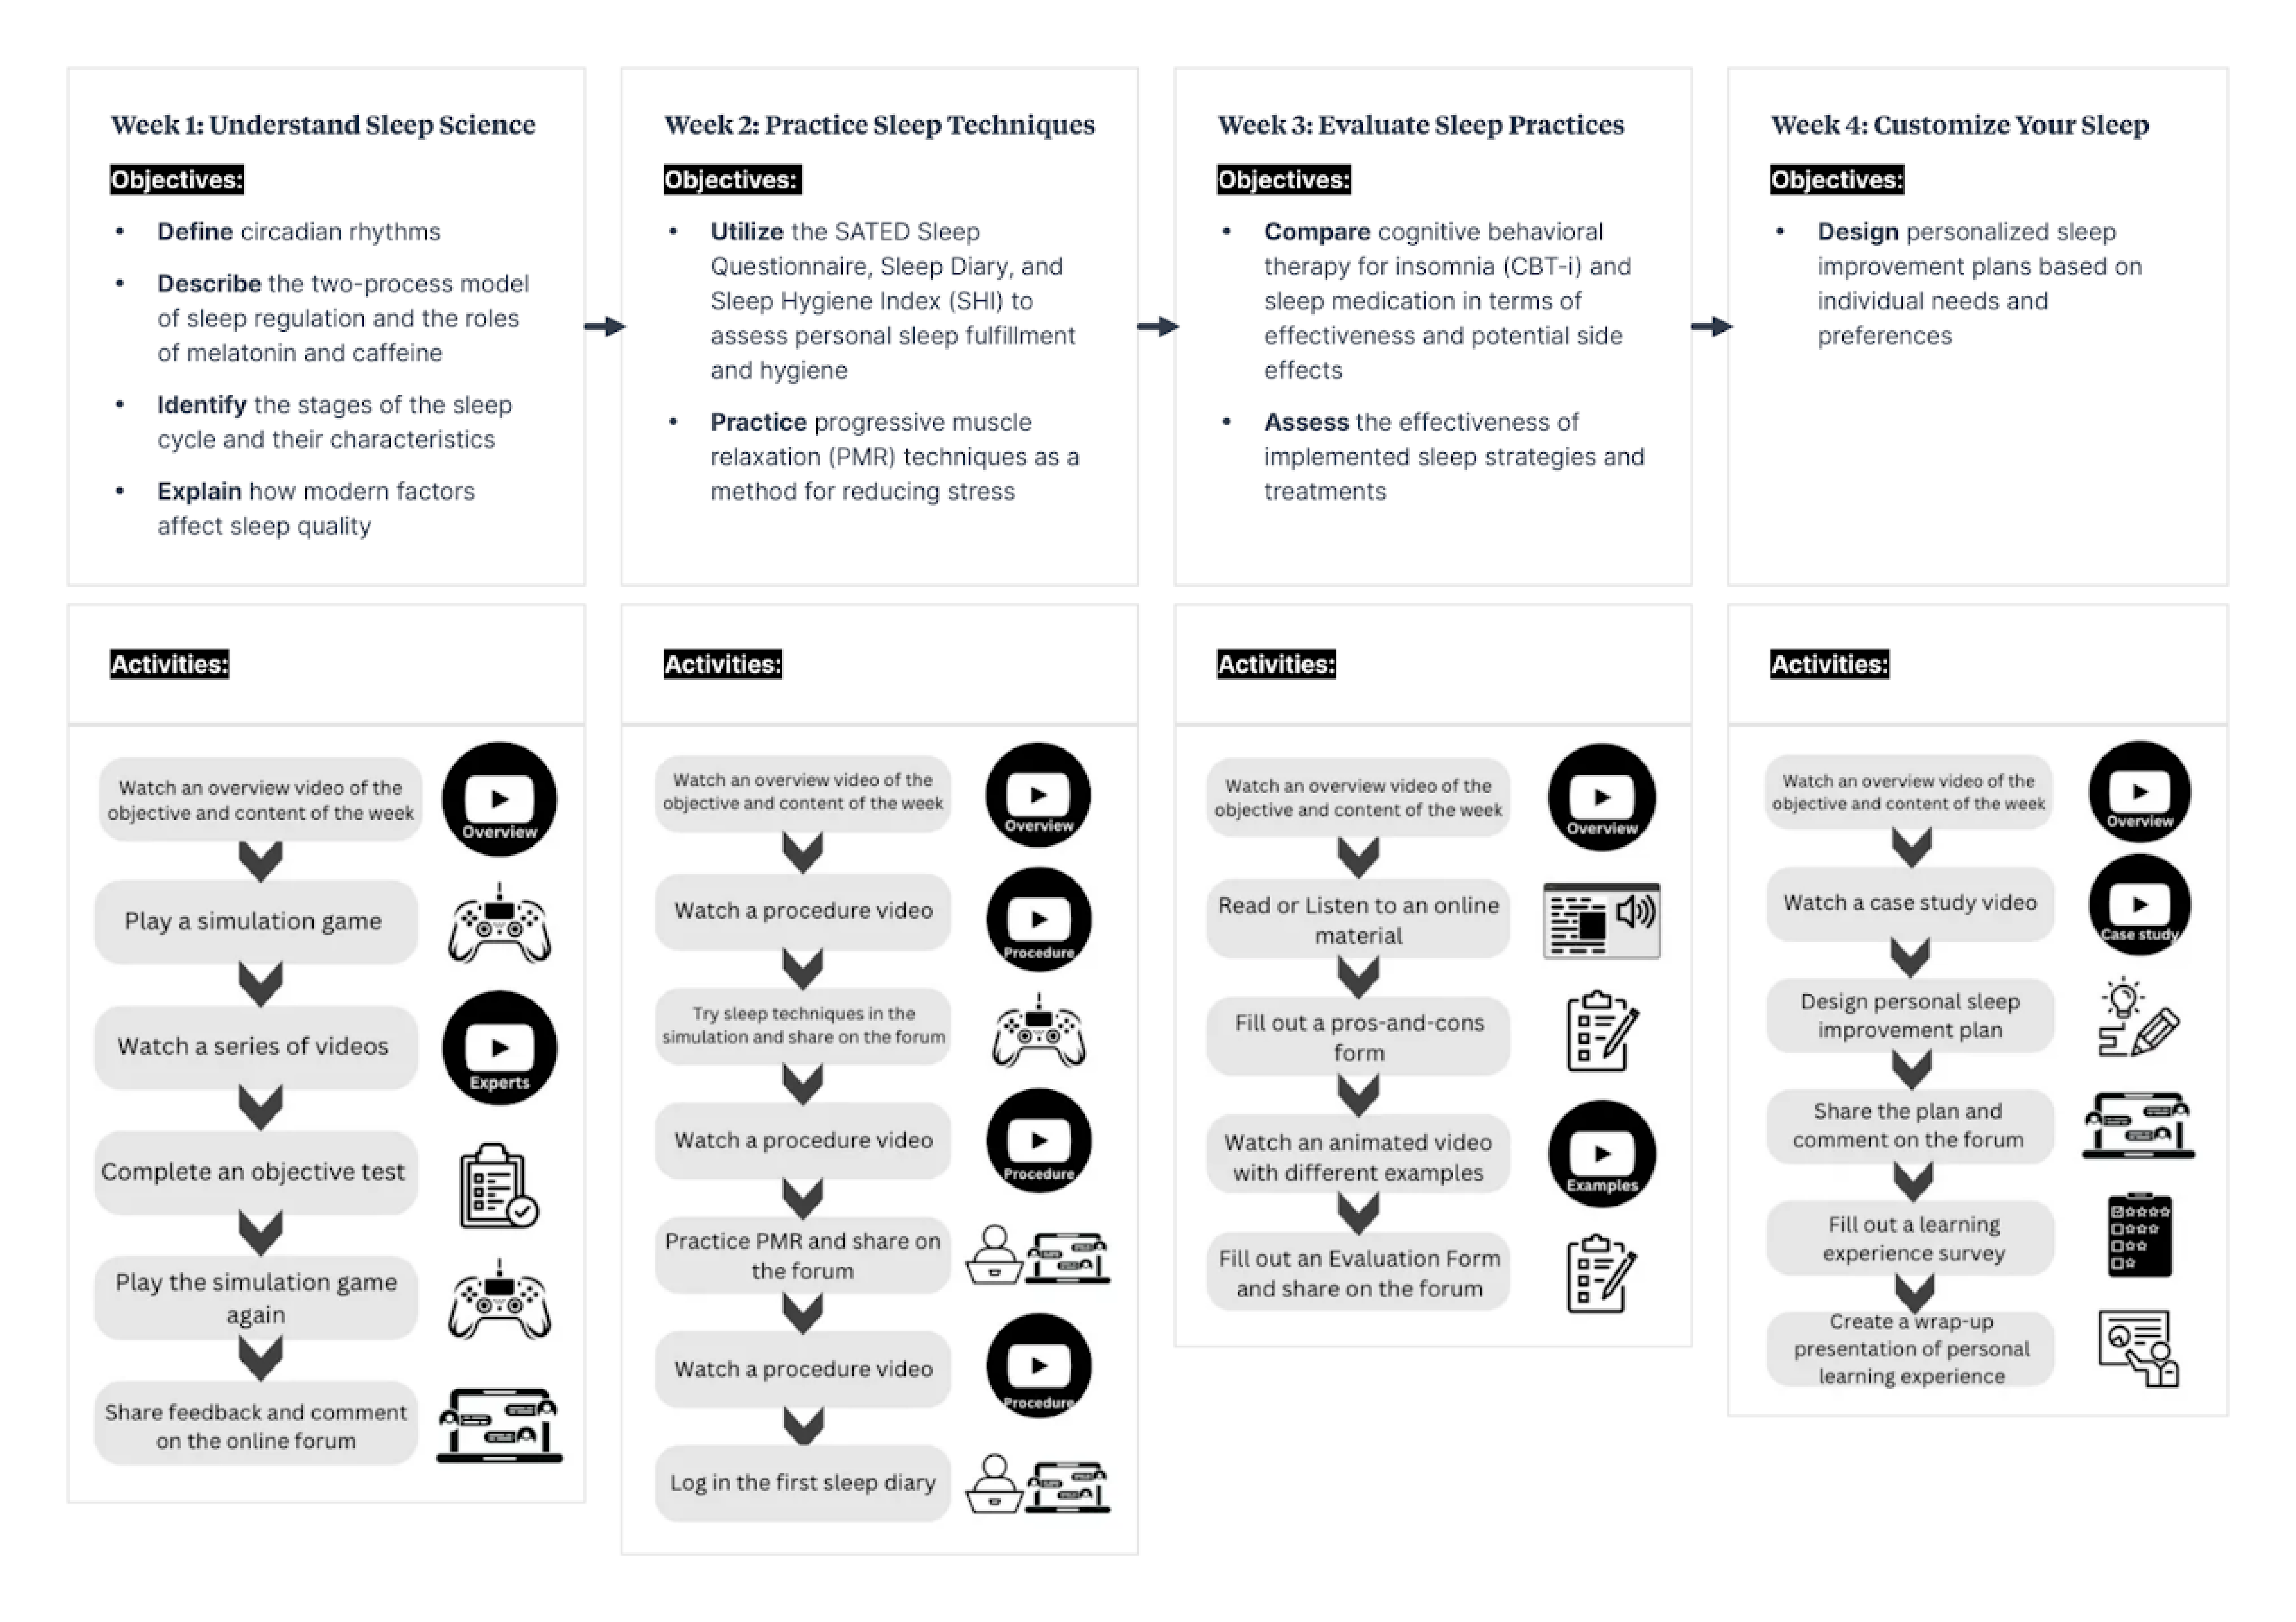 Week 1: Understand Sleep Science
Objectives:
• Define circadian rhythms
• Describe the two-process model
of sleep regulation and the roles
of melatonin and caffeine
• Identify the stages of the sleep
cycle and their characteristics
• Explain how modern factors
affect sleep quality
Week 2: Practice Sleep Techniques
Objectives:
• Utilize the SATED Sleep
Questionnaire, Sleep Diary, and
Sleep Hygiene Index (SHI) to
assess personal sleep fulfillment
and hygiene
• Practice progressive muscle
relaxation (PMR) techniques as a
method for reducing stress
Week 3: Evaluate Sleep Practices
Objectives:
• Compare cognitive behavioral
therapy for insomnia (CBT-i) and
sleep medication in terms of
effectiveness and potential side
effects
• Assess the effectiveness of
implemented sleep strategies and
treatments
Week 4: Customize Your Sleep
Objectives:
• Design personalized sleep
improvement plans based on
individual needs and
preferences
Activities:
Watch an overview video of the
objective and content of the week
Overview
Play a simulation game
Watch a series of videos
Experts
Complete an objective test
Play the simulation game
again
Share feedback and comment
on the online forum
Activities:
Watch an overview video of the
objective and content of the week
Overview
Watch a procedure video
Procedure
Try sleep techniques in the
simulation and share on the forum
Watch a procedure video
Procedure
Practice PMR and share on
the forum
Watch a procedure video
Procedure
Log in the first sleep diary
Activities:
Watch an overview video of the
objective and content of the week
Overview
Read or Listen to an online
material
Fill out a pros-and-cons
form
Watch an animated video
with different examples
Examples
Fill out an Evaluation Form
and share on the forum
Activities:
Watch an overview video of the
objective and content of the week
Overview
Watch a case study video
Case study
Design personal sleep
improvement plan
Share the plan and
comment on the forum
Fill out a learning
experience survey
Create a wrap-up
presentation of personal
learning experience